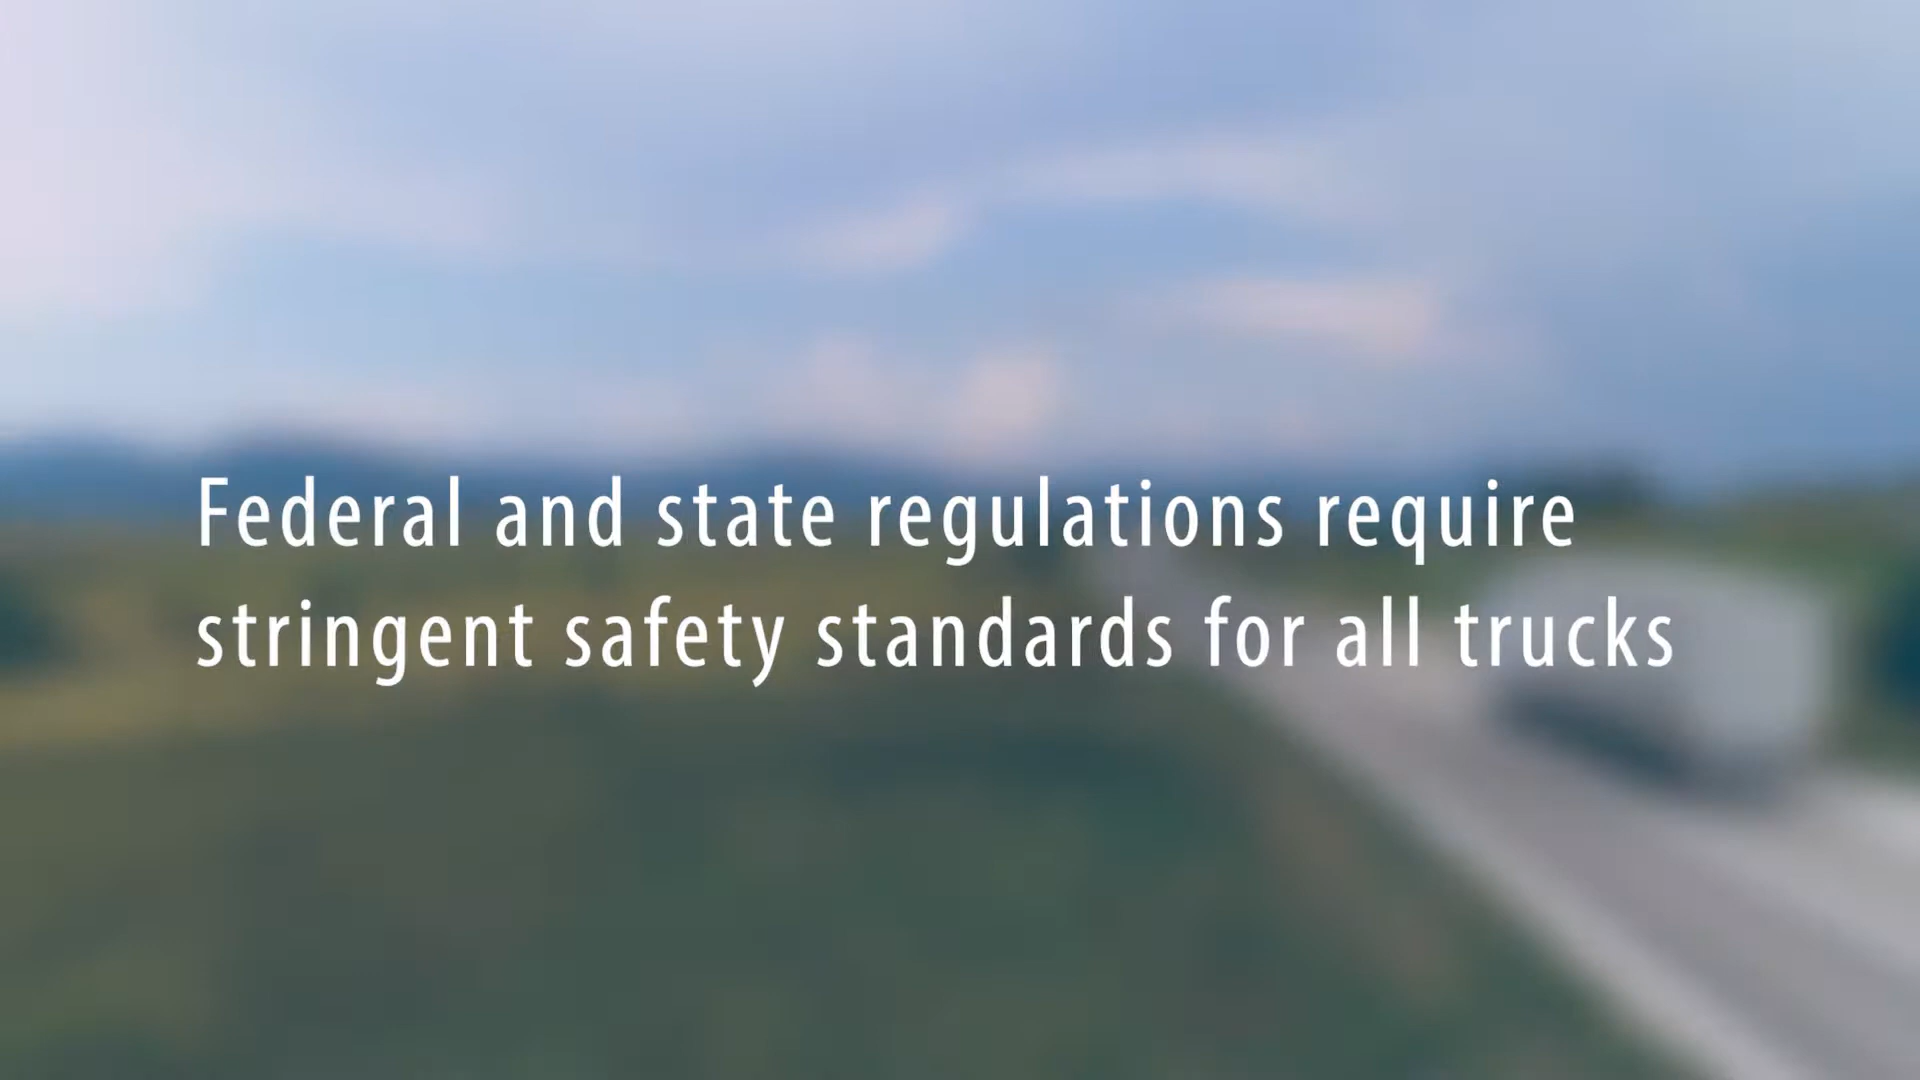 Federal and state regulations require
stringent safety standards for all trucks